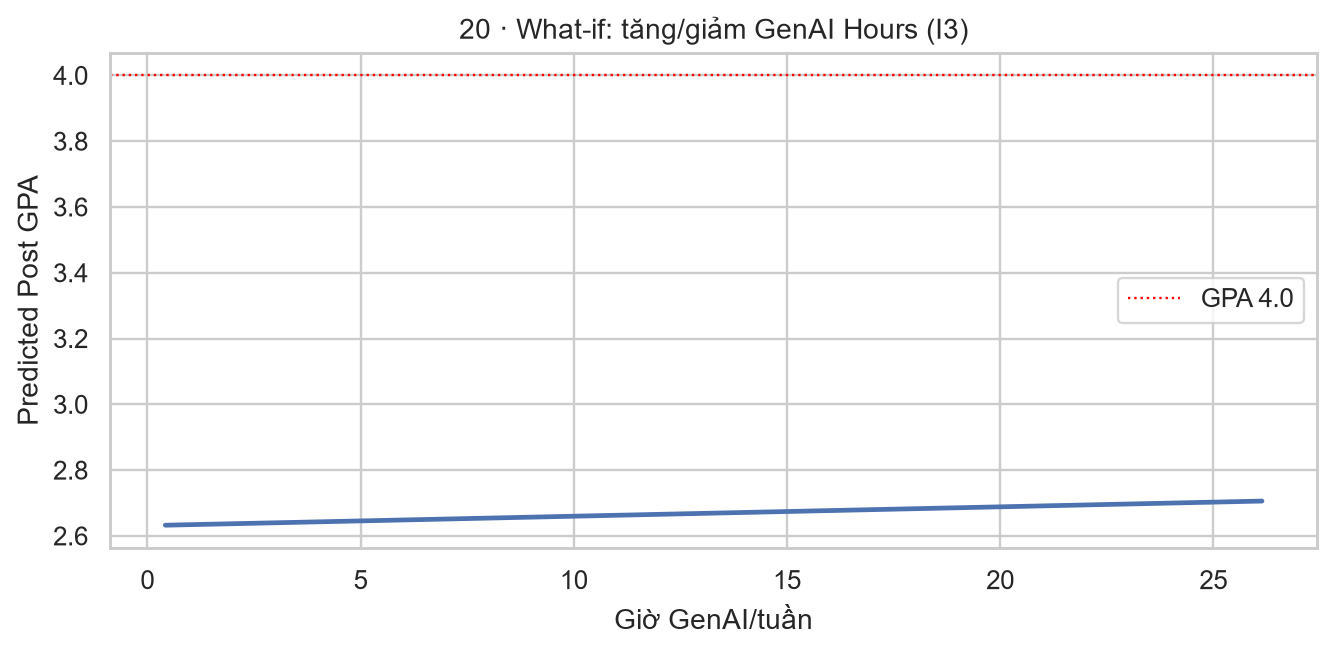 20 · What-if: tăng/giảm GenAI Hours (I3)
4.0
3.8
3.6
3.4
3.2
3.0
2.8
2.6
Predicted Post GPA
GPA 4.0
0 5 10 15 20 25
Giờ GenAI/tuần